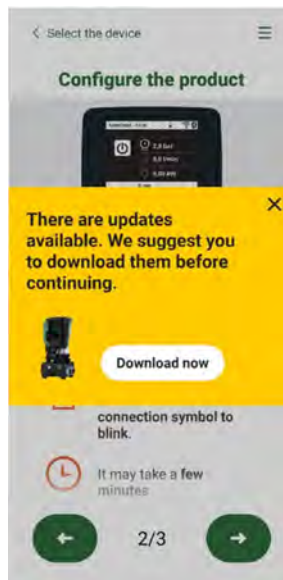 Select the device
Configure the product
There are updates
available. We suggest you
to download them before
continuing.
Download now
connection symbol to
blink.
It may take a few
minutes
2/3